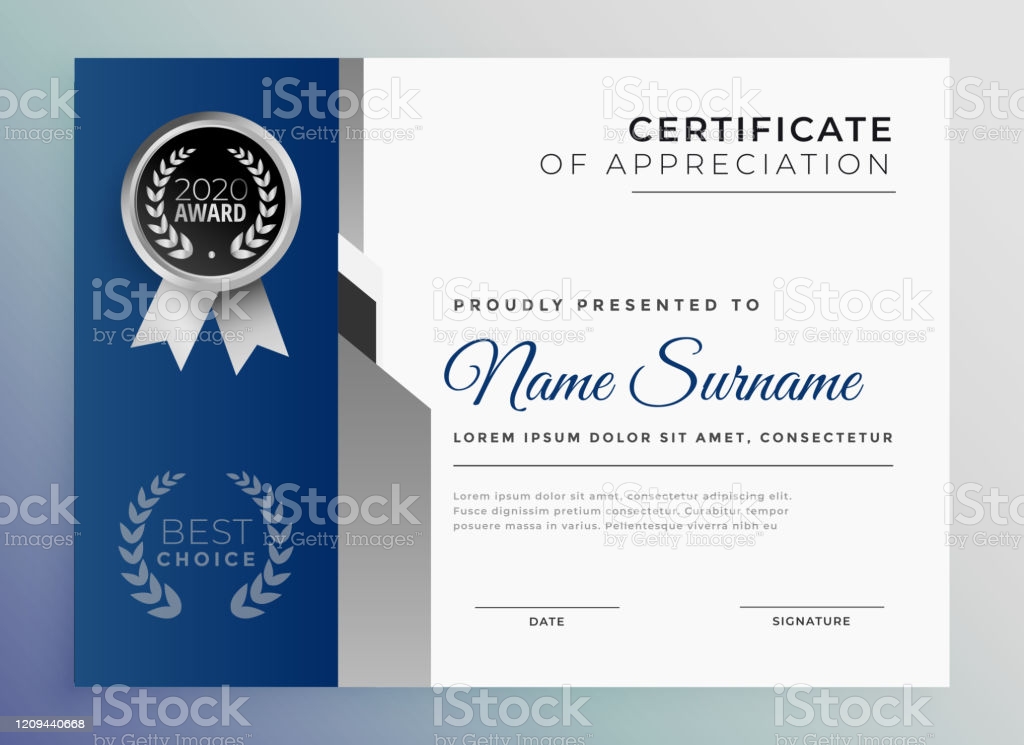 CERTIFICATE
OF APPRECIATION
2020
AWARD
PROUDLY PRESENTED TO
Name Surname
LOREM IPSUM DOLOR SIT AMET, CONSECTETUR
Lorem ipsum dolor sit amet, consectetur adipiscing elit.
Fusce dignissim pretium consectetur. Curabitur tempor
posuere massa in varius. Pellentesque viverra nibh eu
BEST
CHOICE
DATE
SIGNATURE
iStock
by Getty Images™
1209440668